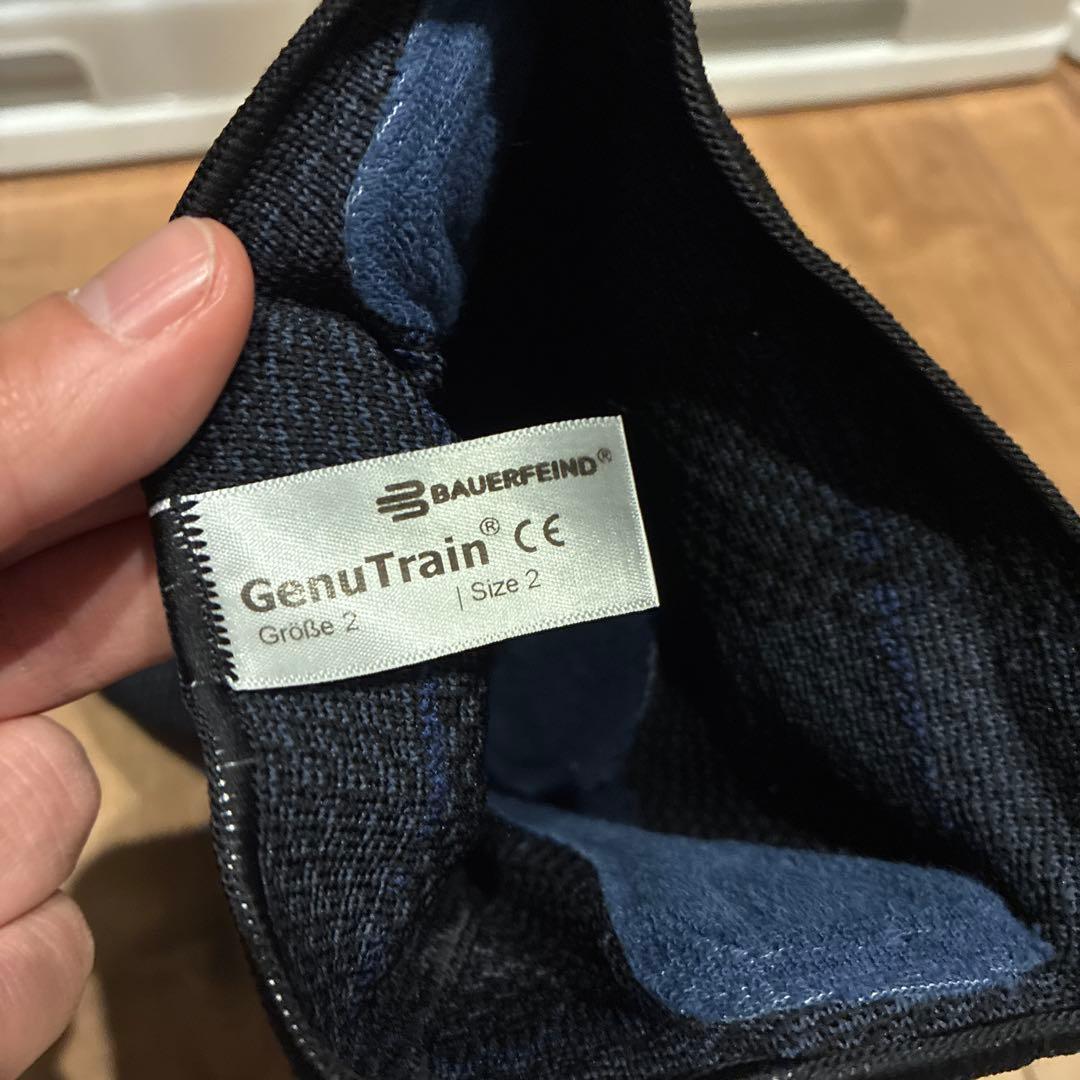 BAUERFEIND®
GenuTrain® CE
Größe 2 | Size 2